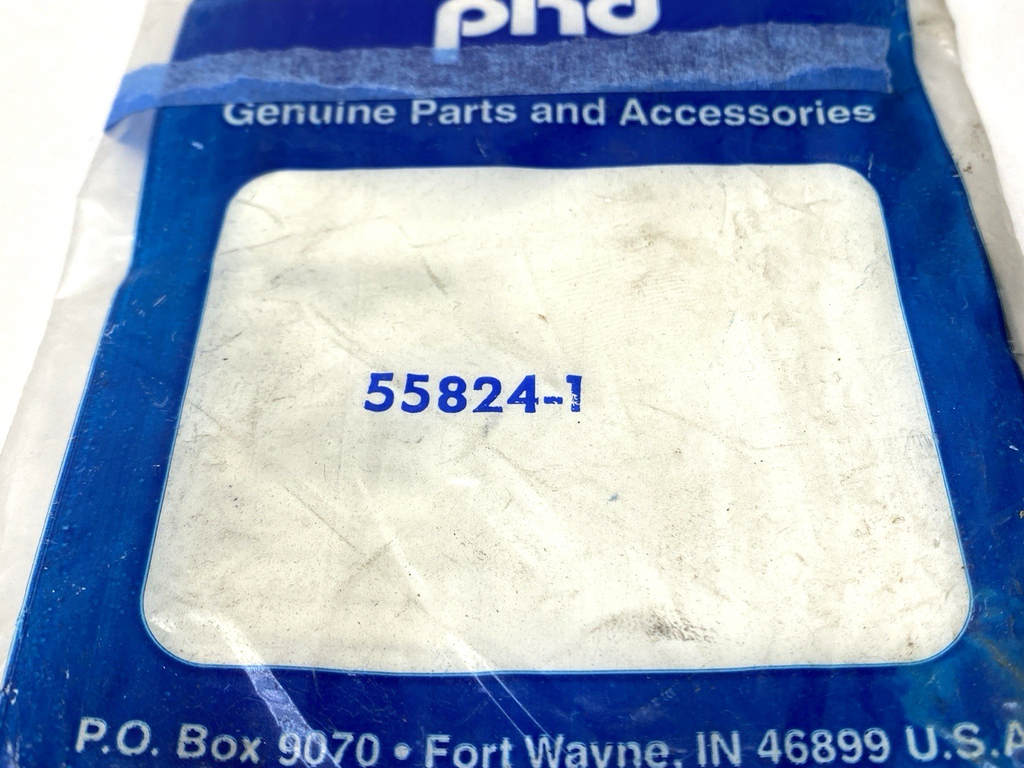 phd
Genuine Parts and Accessories
55824-1
P.O. Box 9070 • Fort Wayne, IN 46899 U.S.A